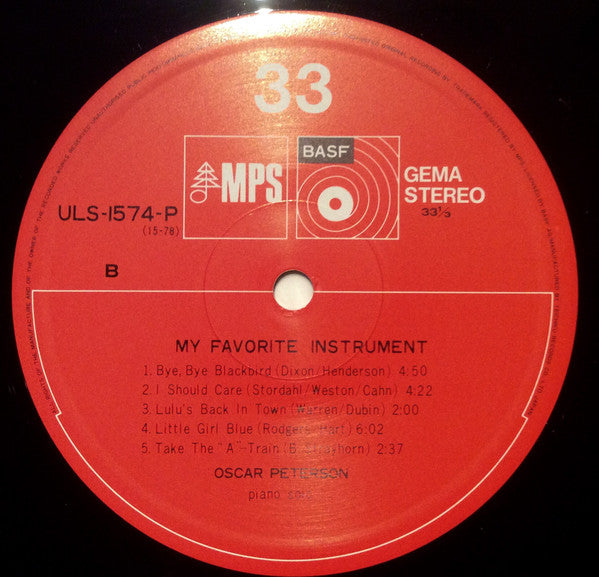 33
MPS
BASF
GEMA
STEREO
33⅓
ULS-1574-P
(15-78)
B
MY FAVORITE INSTRUMENT
1. Bye, Bye Blackbird (Dixon/Henderson) 4:50
2. I Should Care (Stordahl/Weston/Cahn) 4:22
3. Lulu's Back In Town (Warren/Dubin) 2:00
4. Little Girl Blue (Rodgers/Hart) 6:02
5. Take The "A"-Train (B. Strayhorn) 2:37
OSCAR PETERSON
piano solo